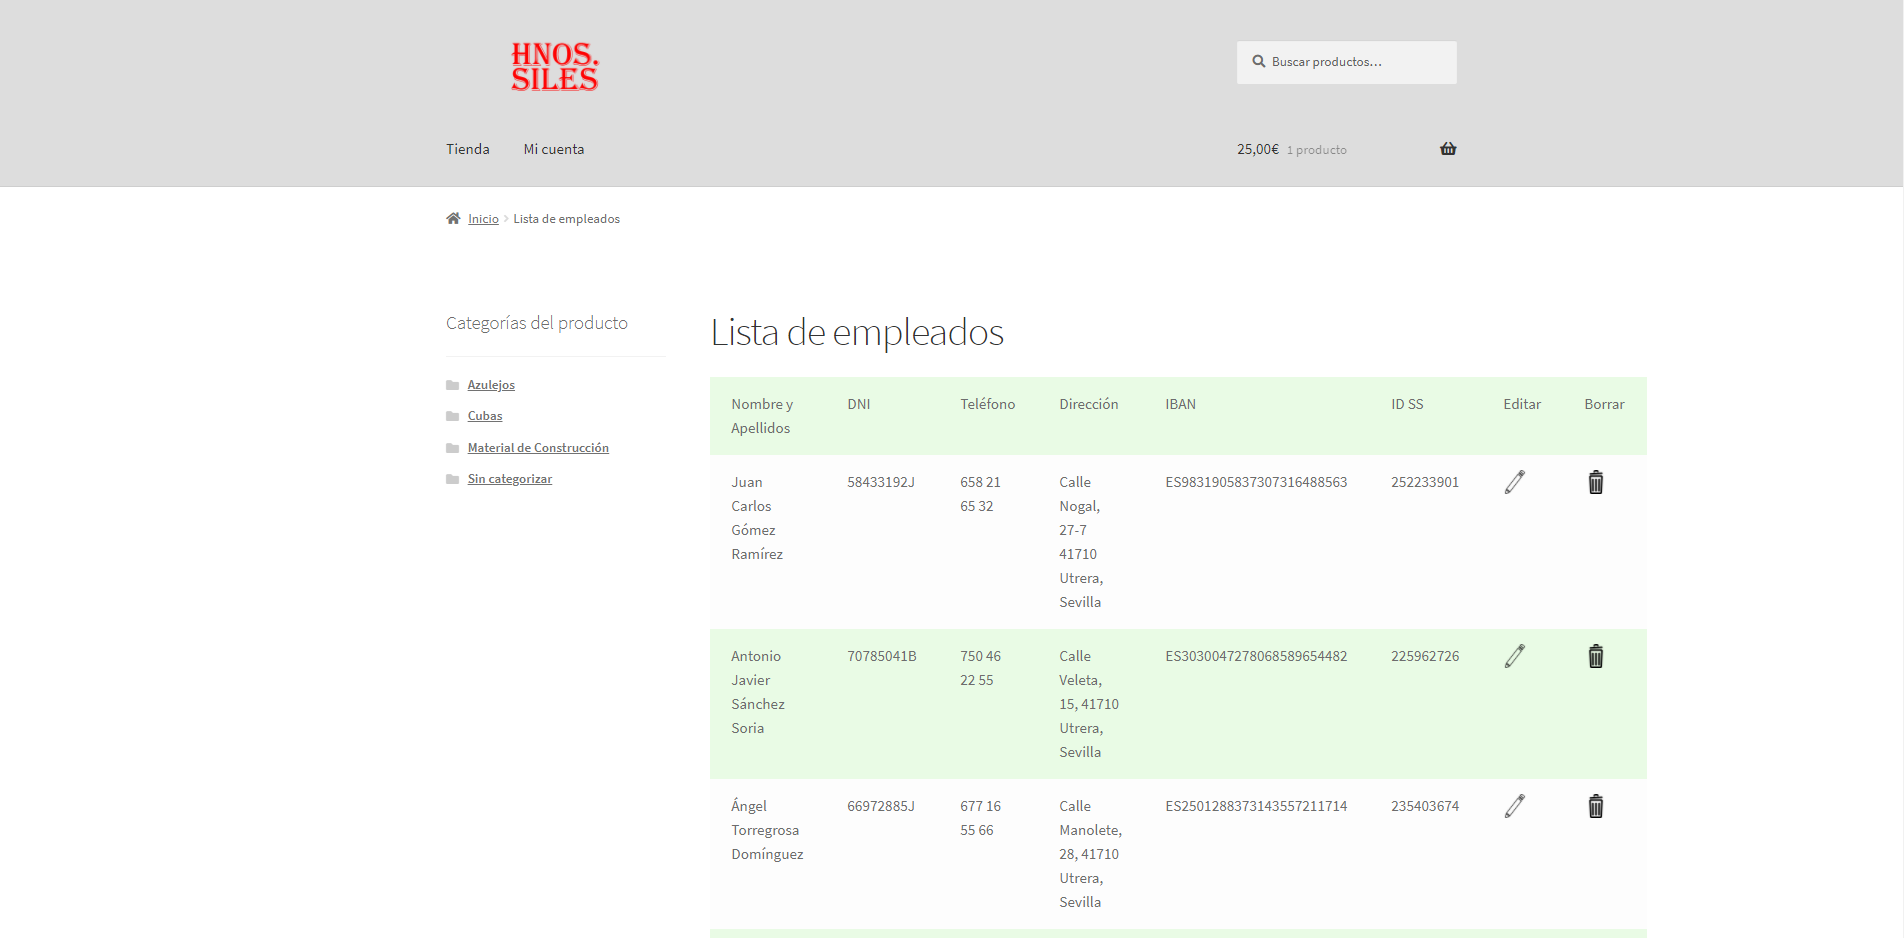 HNOS.
SILES
Buscar productos…
Tienda
Mi cuenta
25,00€ 1 producto
Inicio Lista de empleados
Categorías del producto
Azulejos
Cubas
Material de Construcción
Sin categorizar
Lista de empleados
Nombre y Apellidos DNI Teléfono Dirección IBAN ID SS Editar Borrar
Juan Carlos Gómez Ramírez 58433192J 658 21 65 32 Calle Nogal, 27-7 41710 Utrera, Sevilla ES9831905837307316488563 252233901
Antonio Javier Sánchez Soria 70785041B 750 46 22 55 Calle Veleta, 15, 41710 Utrera, Sevilla ES3030047278068589654482 225962726
Ángel Torregrosa Domínguez 66972885J 677 16 55 66 Calle Manolete, 28, 41710 Utrera, Sevilla ES2501288373143557211714 235403674